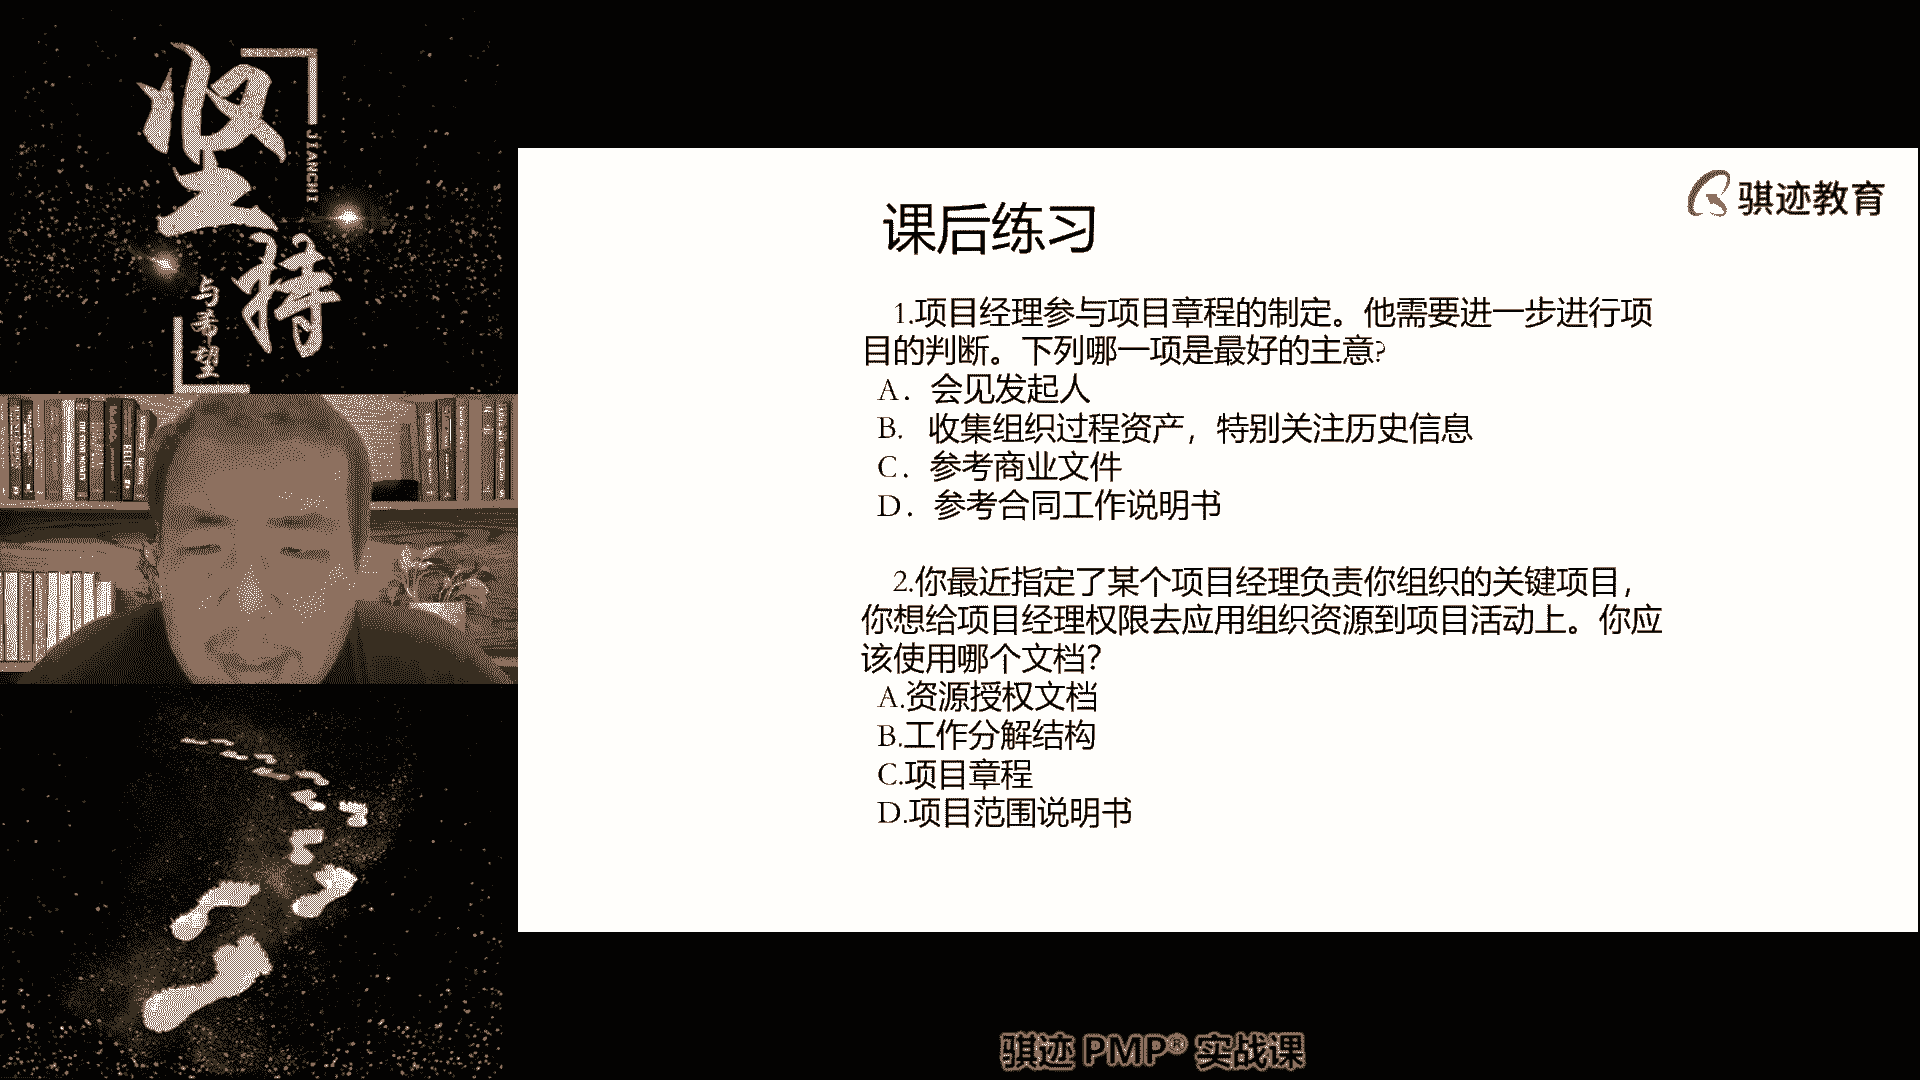 坚持
JIANCHI
与希望
骐迹教育
课后练习
1.项目经理参与项目章程的制定。他需要进一步进行项
目的判断。下列哪一项是最好的主意?
A．会见发起人
B. 收集组织过程资产，特别关注历史信息
C．参考商业文件
D．参考合同工作说明书
2.你最近指定了某个项目经理负责你组织的关键项目，
你想给项目经理权限去应用组织资源到项目活动上。你应
该使用哪个文档?
A.资源授权文档
B.工作分解结构
C.项目章程
D.项目范围说明书
骐迹 PMP® 实战课